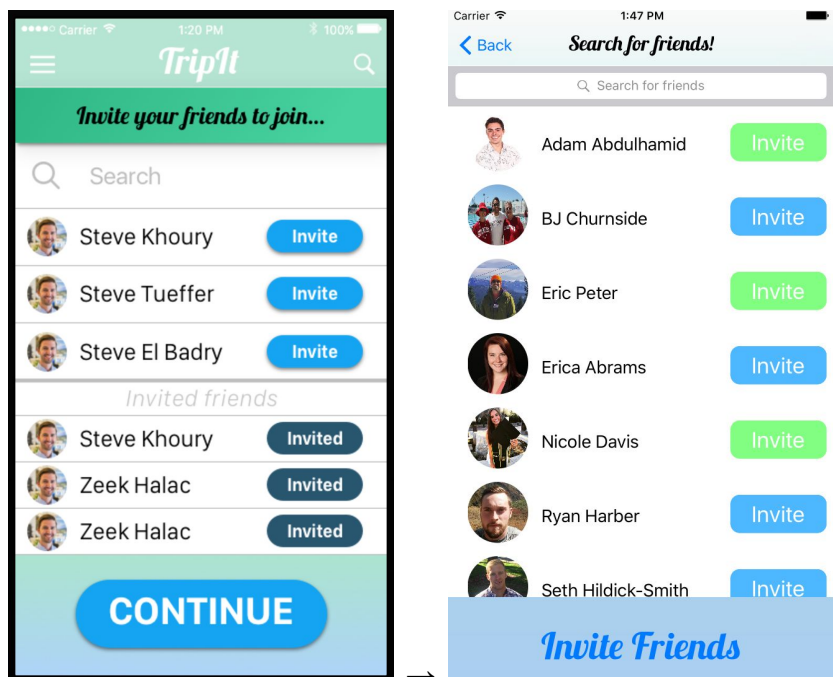 Carrier 1:20 PM 100%
TripIt
Invite your friends to join...
Search
Steve Khoury Invite
Steve Tueffer Invite
Steve El Badry Invite
Invited friends
Steve Khoury Invited
Zeek Halac Invited
Zeek Halac Invited
CONTINUE
→
Carrier 1:47 PM
Back Search for friends!
Search for friends
Adam Abdulhamid Invite
BJ Churnside Invite
Eric Peter Invite
Erica Abrams Invite
Nicole Davis Invite
Ryan Harber Invite
Seth Hildick-Smith Invite
Invite Friends